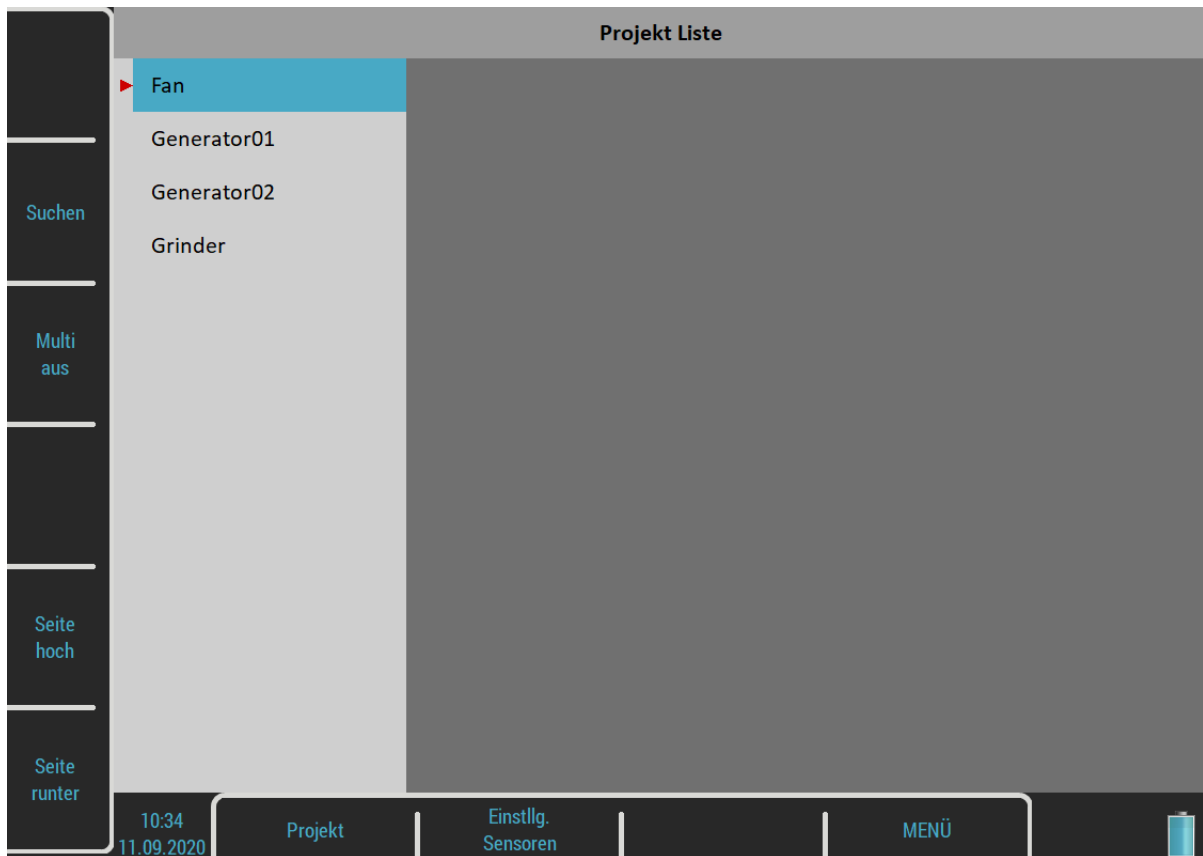 Projekt Liste
Fan
Generator01
Generator02
Grinder
Suchen
Multi
aus
Seite
hoch
Seite
runter
10:34
11.09.2020
Projekt
Einstllg.
Sensoren
MENÜ